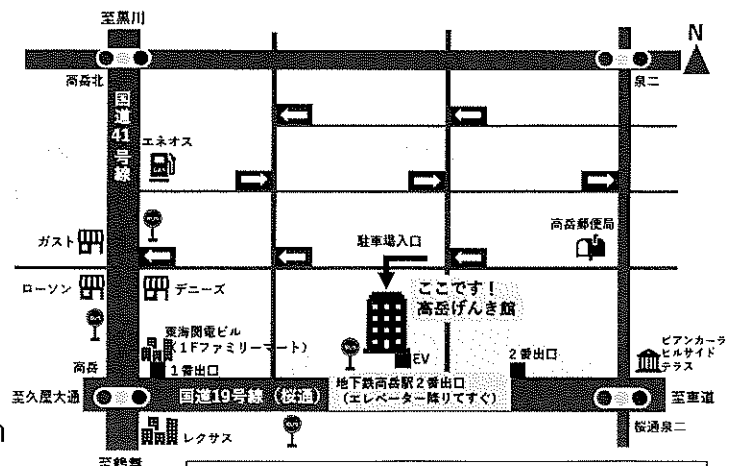 至黒川
N
高岳北
泉二
国道41号線
エネオス
ガスト
駐車場入口
高岳郵便局
ローソン
デニーズ
ここです！
高岳げんき館
東海関電ビル
（1Fファミリーマート）
EV
2番出口
ビアンカーラ
ヒルサイド
テラス
高岳
1番出口
至久屋大通
国道19号線（桜通）
地下鉄高岳駅2番出口
（エレベーター降りてすぐ）
至車道
レクサス
桜通泉二
至鶴舞